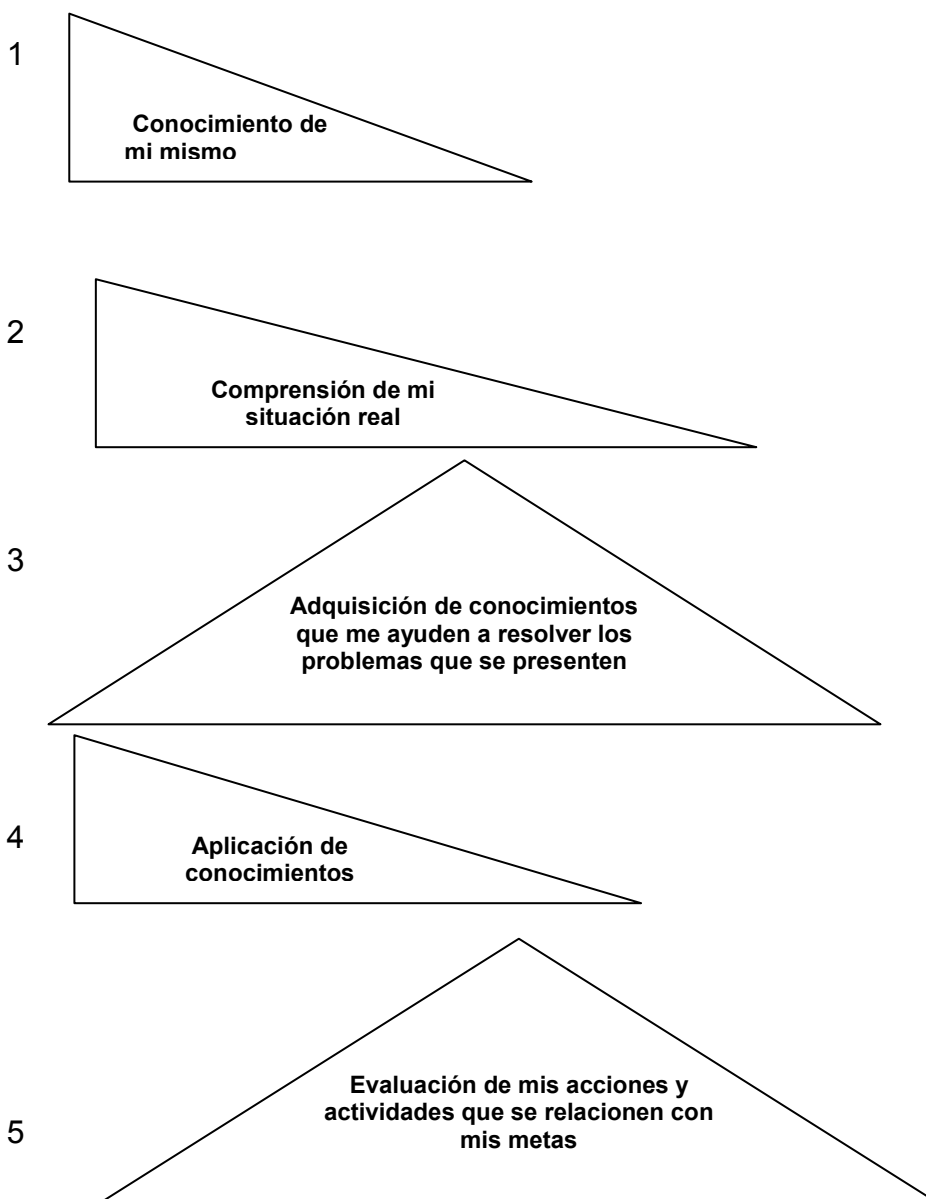 1
Conocimiento de
mi mismo
2
Comprensión de mi
situación real
3
Adquisición de conocimientos
que me ayuden a resolver los
problemas que se presenten
4
Aplicación de
conocimientos
5
Evaluación de mis acciones y
actividades que se relacionen con
mis metas